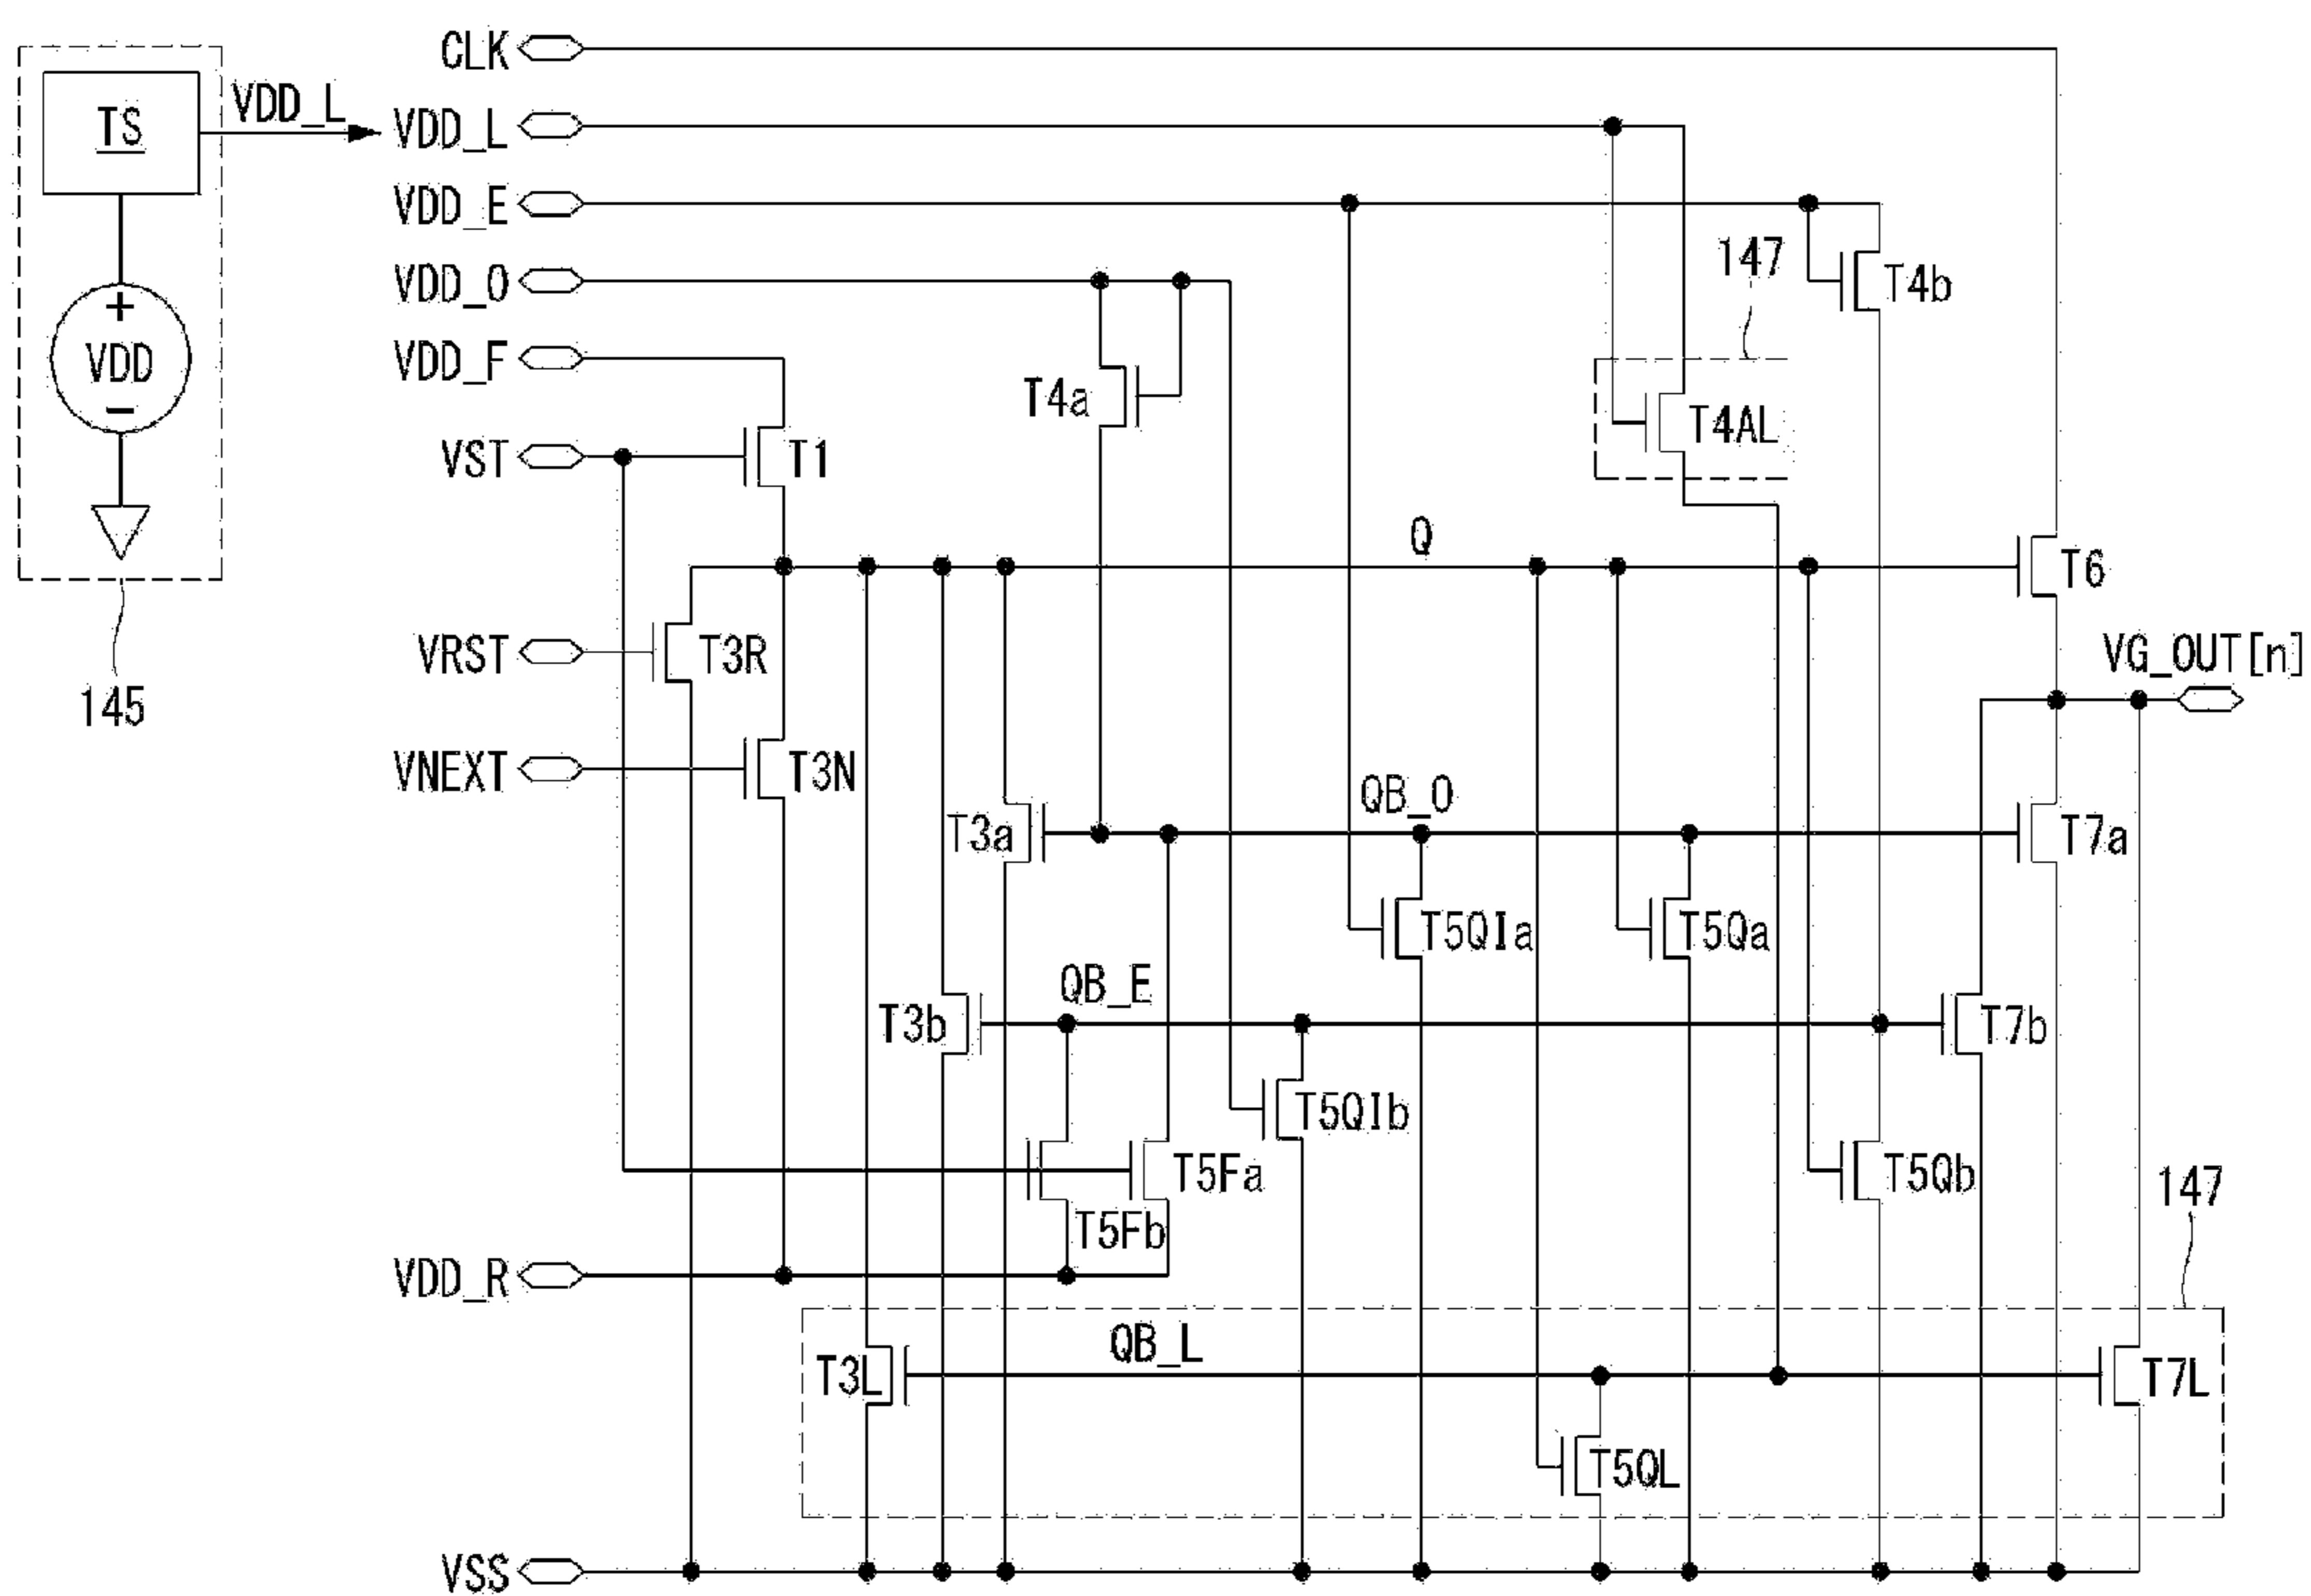 CLK
TS
VDD_L
VDD_L
VDD_E
147
VDD_O
T4b
VDD
VDD_F
T4a
T4AL
VST
T1
Q
T6
VRST
T3R
VG_OUT[n]
145
VNEXT
T3N
QB_O
T3a
T7a
T5QIa
T5Qa
QB_E
T3b
T7b
T5QIb
T5Fa
T5Qb
147
T5Fb
VDD_R
QB_L
T3L
T7L
T5QL
VSS